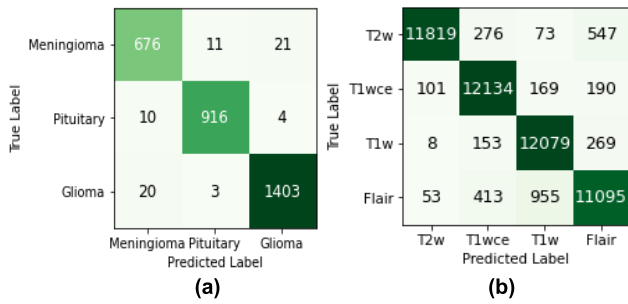 True Label
Meningioma 676 11 21
Pituitary 10 916 4
Glioma 20 3 1403
Meningioma Pituitary Glioma
Predicted Label
(a)
True Label
T2w 11819 276 73 547
T1wce 101 12134 169 190
T1w 8 153 12079 269
Flair 53 413 955 11095
T2w T1wce T1w Flair
Predicted Label
(b)